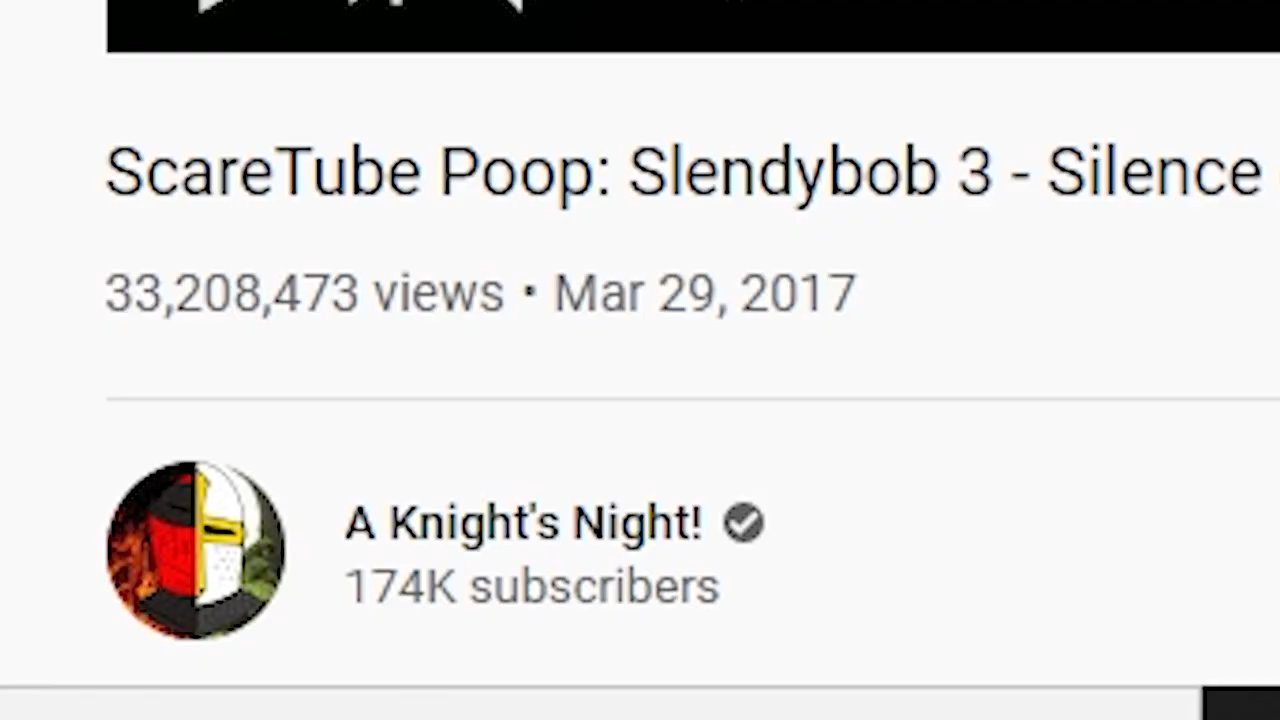 ScareTube Poop: Slendybob 3 - Silence
33,208,473 views • Mar 29, 2017
A Knight's Night!
174K subscribers